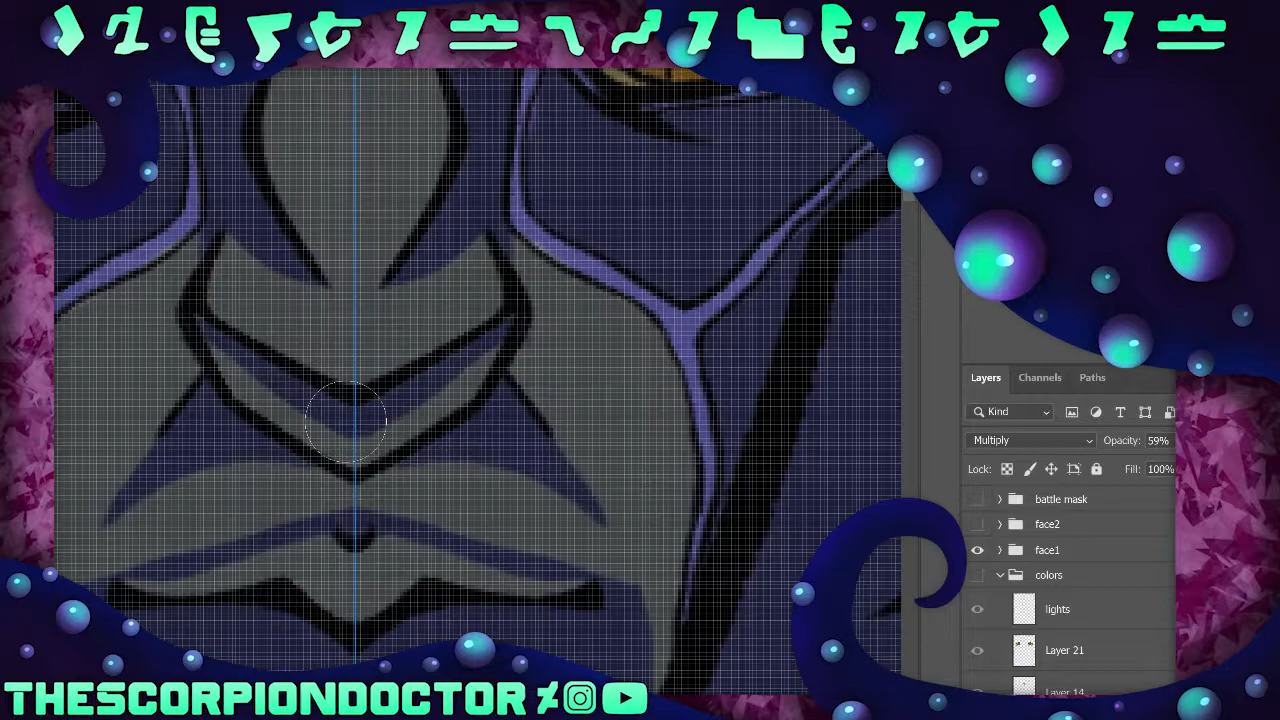 Layers Channels Paths
Kind
Multiply Opacity: 59%
Lock: Fill: 100%
battle mask
face2
face1
colors
lights
Layer 21
Layer 14
THESCORPIONDOCTOR